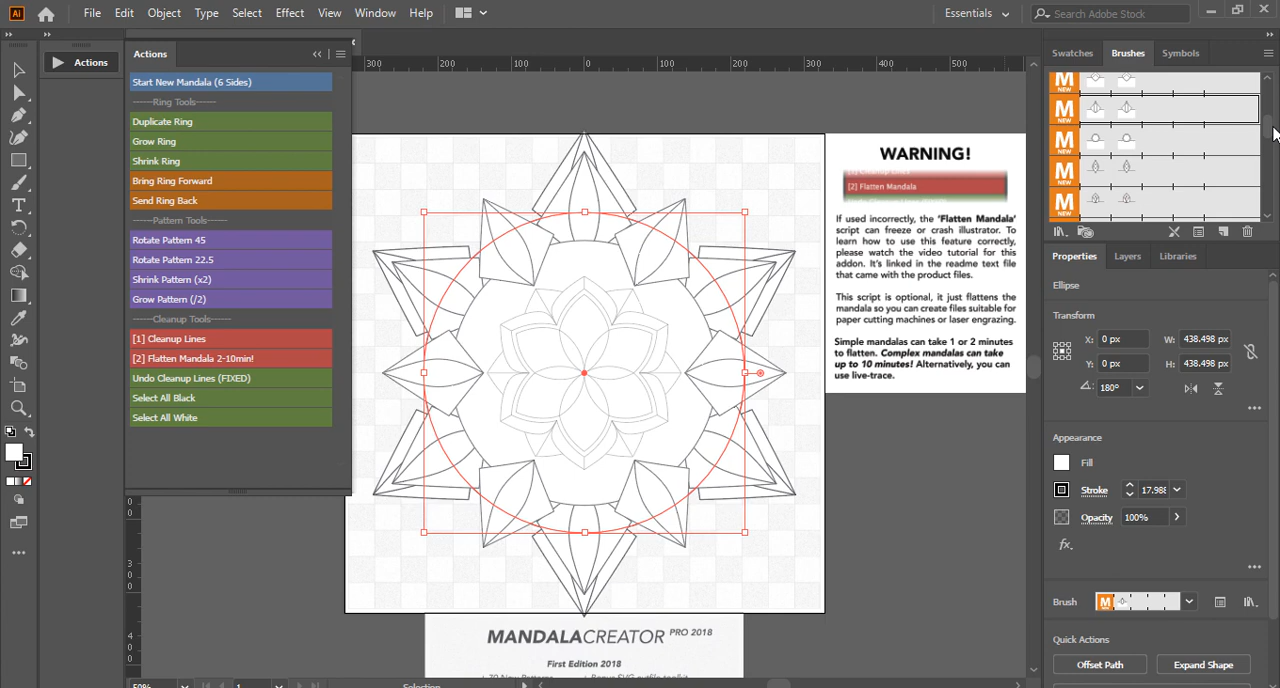 Ai File Edit Object Type Select Effect View Window Help Essentials Search Adobe Stock
Actions
Actions
Start New Mandala (6 Sides)
------Ring Tools------
Duplicate Ring
Grow Ring
Shrink Ring
Bring Ring Forward
Send Ring Back
------Pattern Tools------
Rotate Pattern 45
Rotate Pattern 22.5
Shrink Pattern (x2)
Grow Pattern (/2)
------Cleanup Tools------
[1] Cleanup Lines
[2] Flatten Mandala 2-10min!
Undo Cleanup Lines (FIXED)
Select All Black
Select All White
300 200 100 0 100 200 300 400 500
WARNING!
[2] Flatten Mandala
If used incorrectly, the 'Flatten Mandala'
script can freeze or crash illustrator. To
learn how to use this feature correctly,
please watch the video tutorial for this
addon. It's linked in the readme text file
that came with the product files.
This script is optional, it just flattens the
mandala so you can create files suitable for
paper cutting machines or laser engraving.
Simple mandalas can take 1 or 2 minutes
to flatten. Complex mandalas can take
up to 10 minutes! Alternatively, you can
use live-trace.
MANDALACREATOR PRO 2018
First Edition 2018
Swatches Brushes Symbols
M NEW
M NEW
M NEW
M NEW
M
Properties Layers Libraries
Ellipse
Transform
X: 0 px W: 438.498 px
Y: 0 px H: 438.498 px
180°
Appearance
Fill
Stroke 17.98
Opacity 100%
fx.
Brush M
Quick Actions
Offset Path Expand Shape